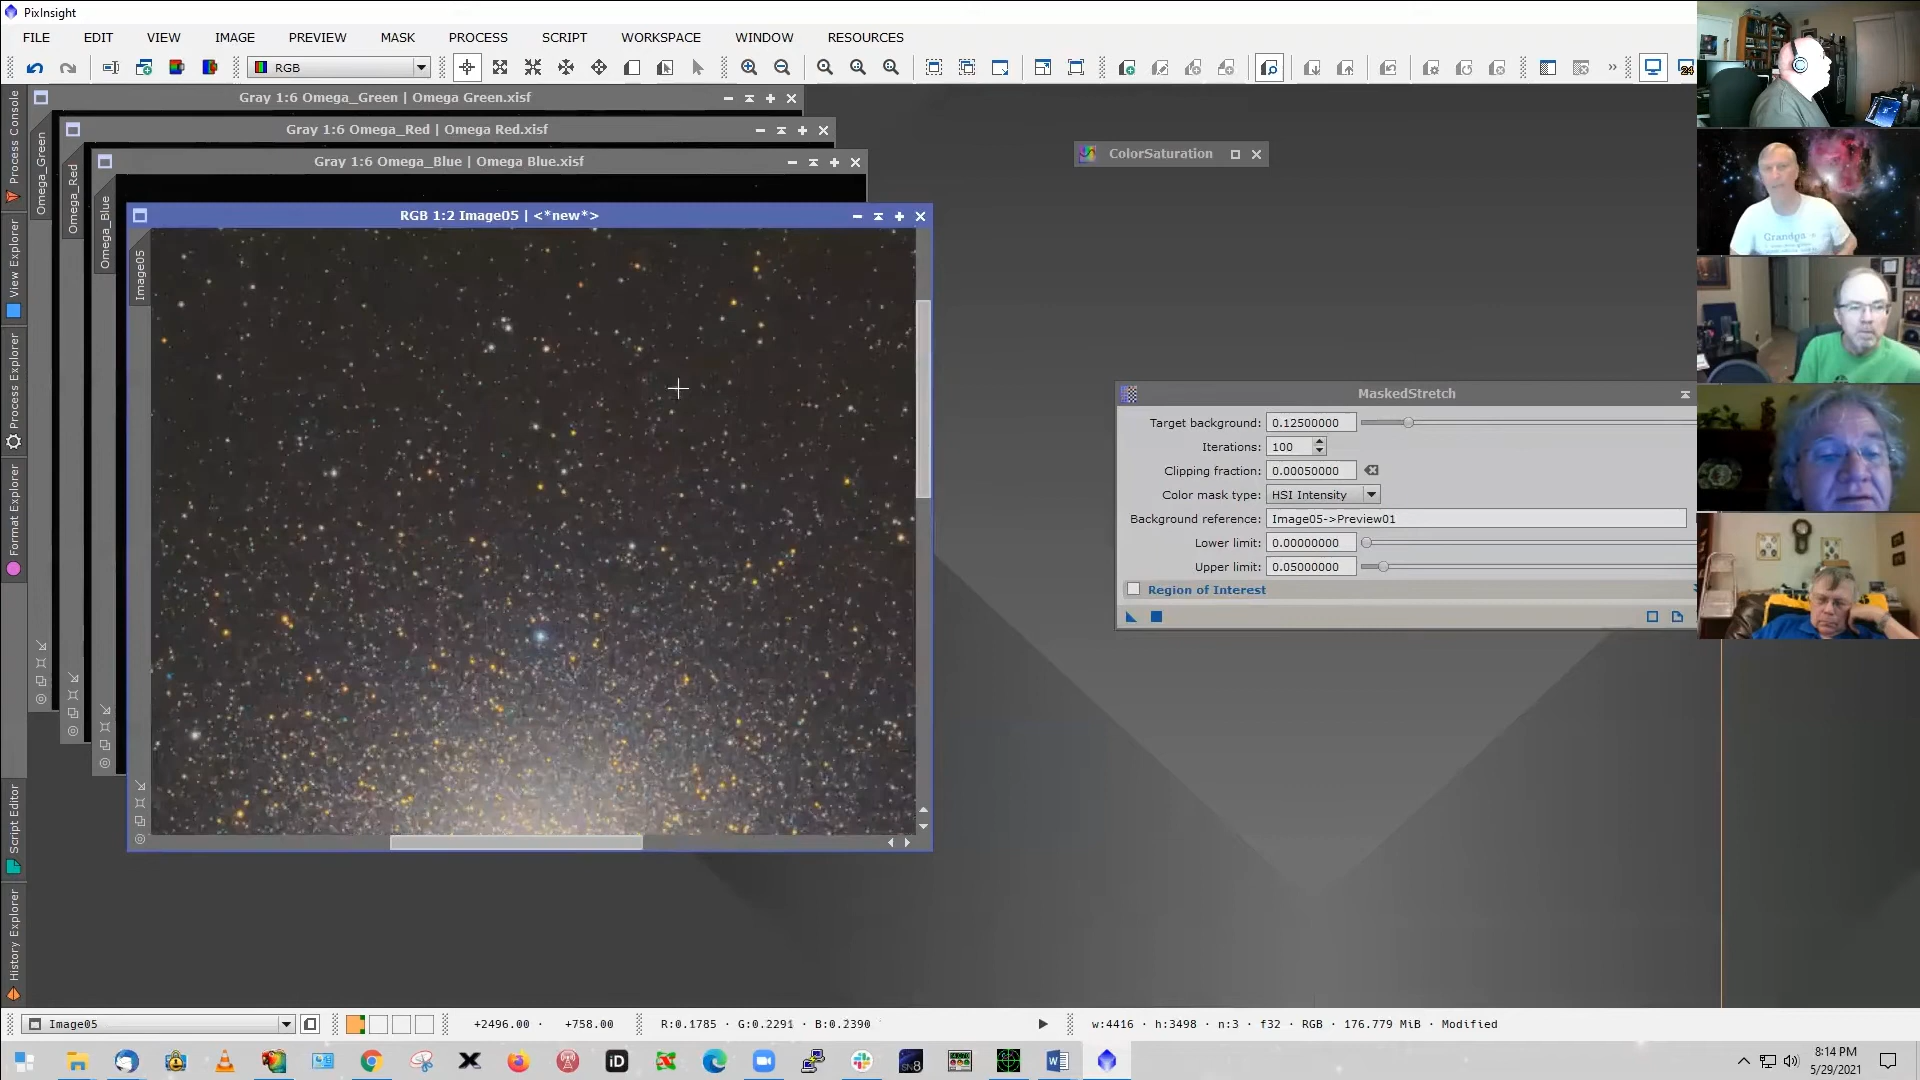 PixInsight
FILE EDIT VIEW IMAGE PREVIEW MASK PROCESS SCRIPT WORKSPACE WINDOW RESOURCES
RGB
24
Gray 1:6 Omega_Green | Omega Green.xisf
Gray 1:6 Omega_Red | Omega Red.xisf
Gray 1:6 Omega_Blue | Omega Blue.xisf
RGB 1:2 Image05 | <*new*>
Omega_Green
Omega_Red
Omega_Blue
Image05
Process Console
View Explorer
Process Explorer
Format Explorer
Script Editor
History Explorer
ColorSaturation
MaskedStretch
Target background: 0.12500000
Iterations: 100
Clipping fraction: 0.00050000
Color mask type: HSI Intensity
Background reference: Image05->Preview01
Lower limit: 0.00000000
Upper limit: 0.05000000
Region of Interest
Grandpa
Image05
+2496.00 · +758.00
R:0.1785 · G:0.2291 · B:0.2390
w:4416 · h:3498 · n:3 · f32 · RGB · 176.779 MiB · Modified
iD
SN8
8:14 PM
5/29/2021